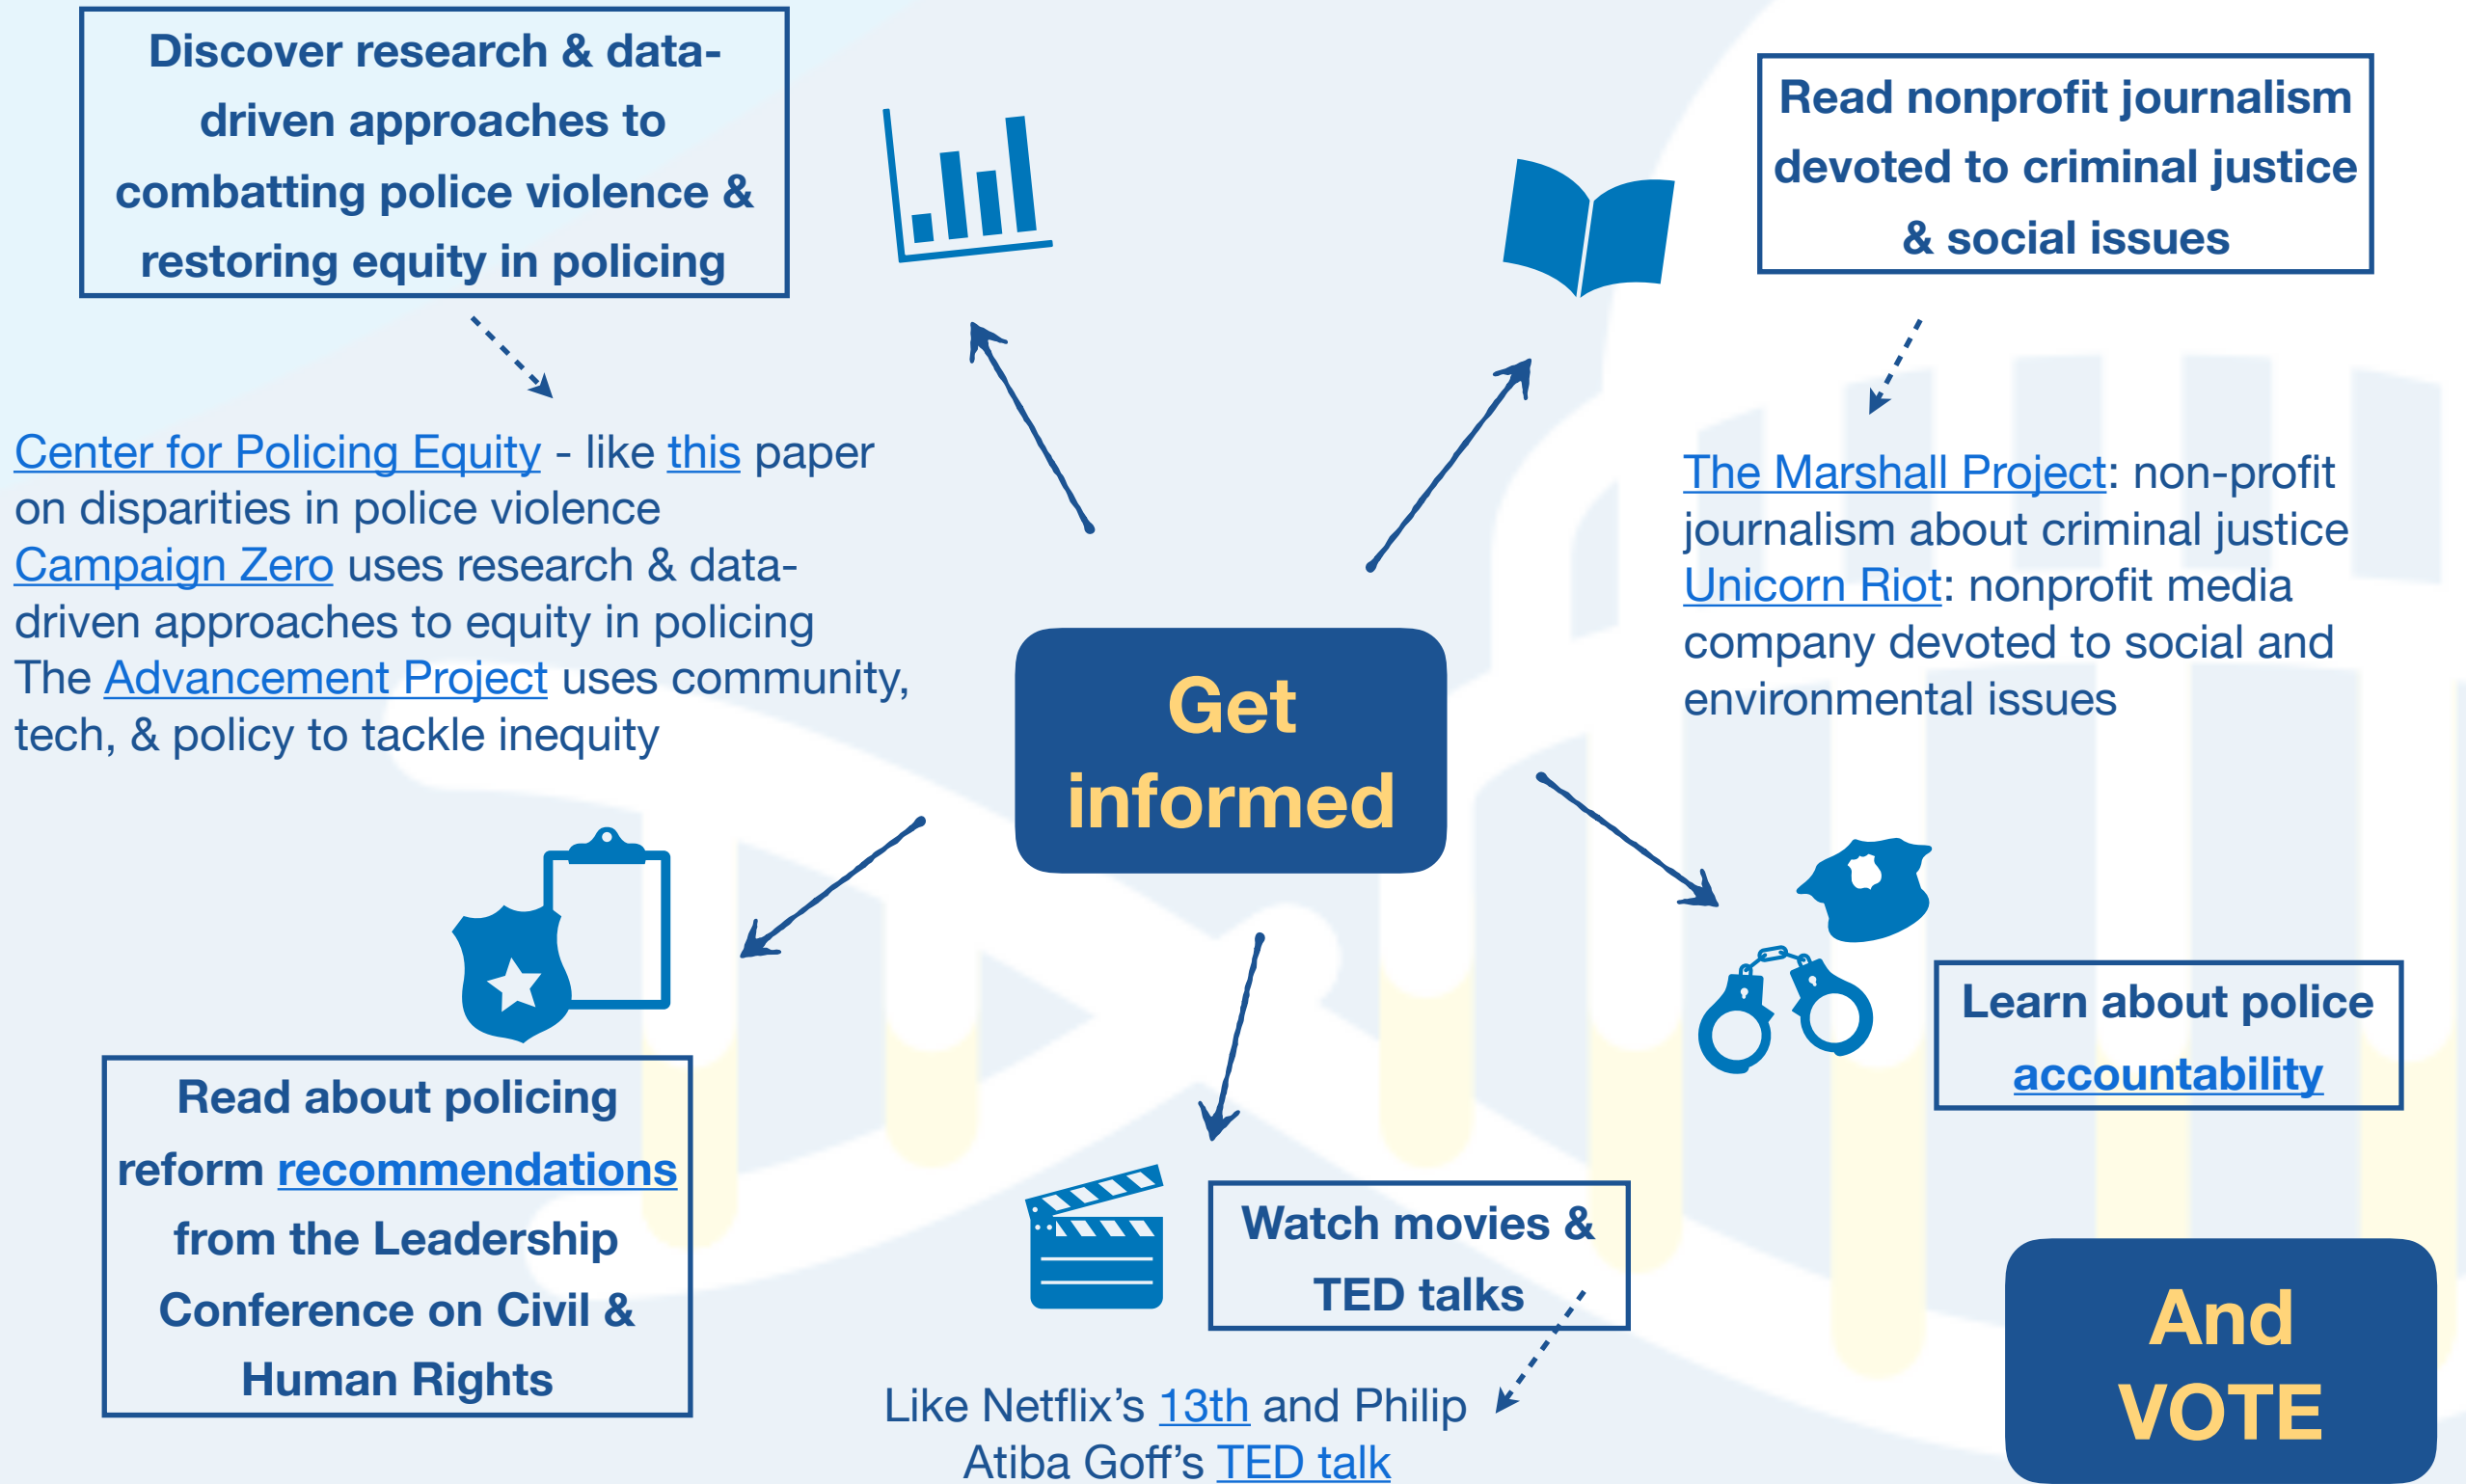 Discover research & data-
driven approaches to
combatting police violence &
restoring equity in policing
Read nonprofit journalism
devoted to criminal justice
& social issues
Center for Policing Equity - like this paper
on disparities in police violence
Campaign Zero uses research & data-
driven approaches to equity in policing
The Advancement Project uses community,
tech, & policy to tackle inequity
The Marshall Project: non-profit
journalism about criminal justice
Unicorn Riot: nonprofit media
company devoted to social and
environmental issues
Get
informed
Learn about police
accountability
Read about policing
reform recommendations
from the Leadership
Conference on Civil &
Human Rights
Watch movies &
TED talks
Like Netflix’s 13th and Philip
Atiba Goff’s TED talk
And
VOTE